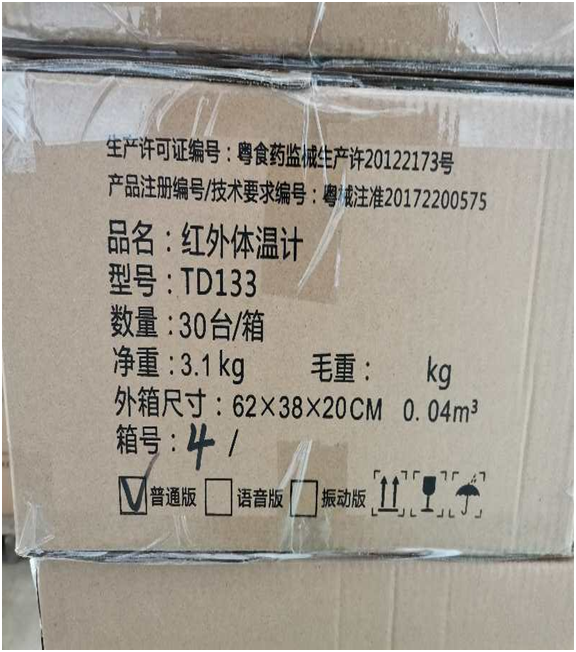 生产许可证编号：粤食药监械生产许20122173号
产品注册编号/技术要求编号：粤械注准20172200575
品名：红外体温计
型号：TD133
数量：30台/箱
净重：3.1kg 毛重： kg
外箱尺寸：62×38×20CM 0.04m³
箱号：4 /
普通版 语音版 振动版